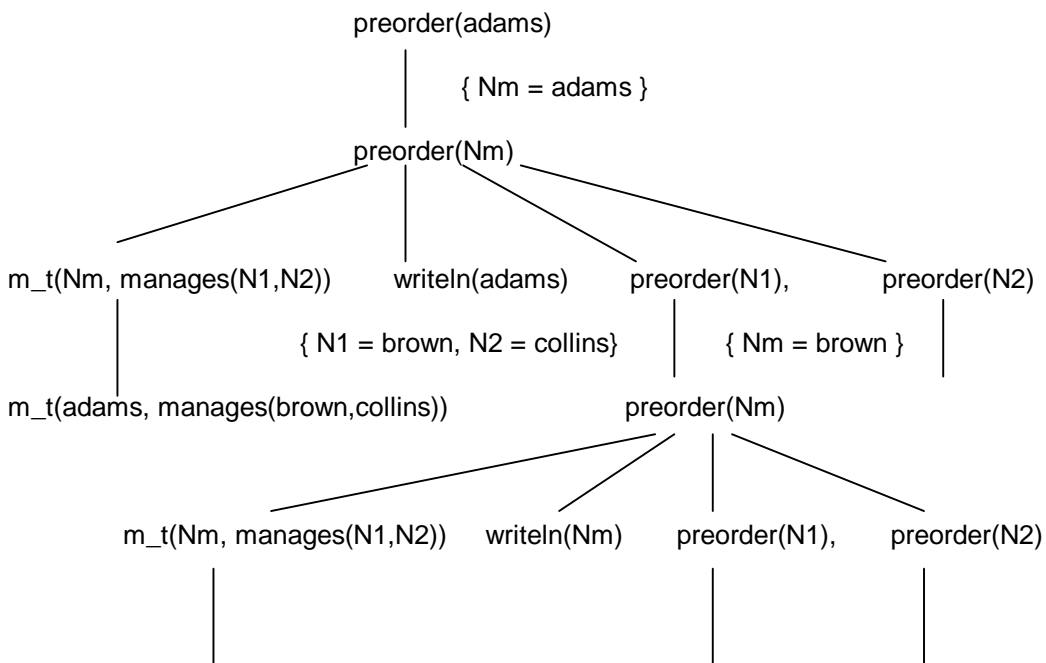 preorder(adams)
{ Nm = adams }
preorder(Nm)
m_t(Nm, manages(N1,N2)) writeln(adams) preorder(N1), preorder(N2)
{ N1 = brown, N2 = collins} { Nm = brown }
m_t(adams, manages(brown,collins)) preorder(Nm)
m_t(Nm, manages(N1,N2)) writeln(Nm) preorder(N1), preorder(N2)